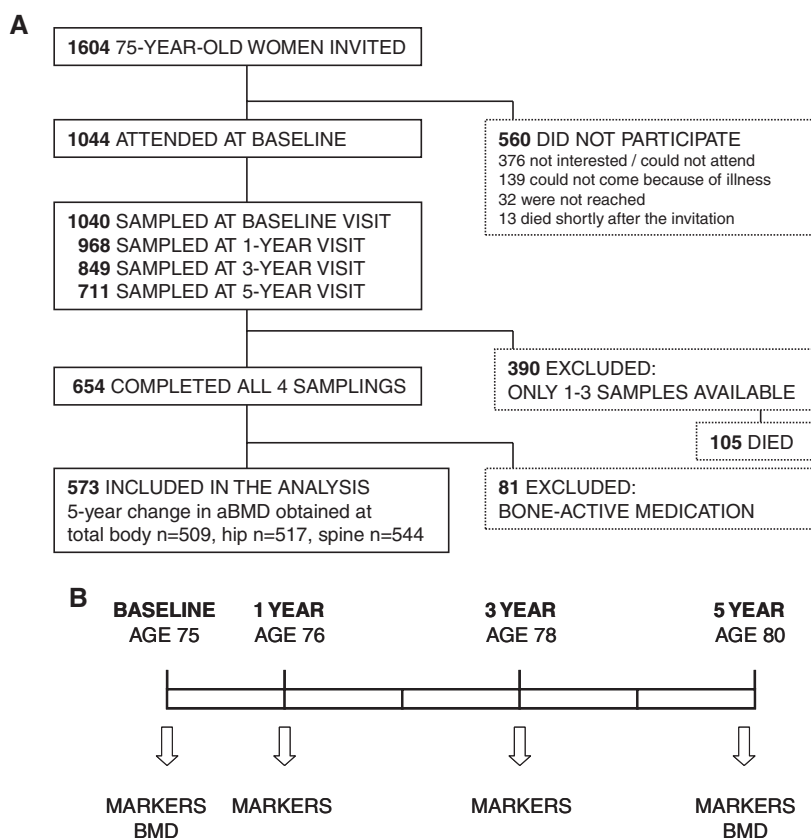 A
1604 75-YEAR-OLD WOMEN INVITED
1044 ATTENDED AT BASELINE
560 DID NOT PARTICIPATE
376 not interested / could not attend
139 could not come because of illness
32 were not reached
13 died shortly after the invitation
1040 SAMPLED AT BASELINE VISIT
968 SAMPLED AT 1-YEAR VISIT
849 SAMPLED AT 3-YEAR VISIT
711 SAMPLED AT 5-YEAR VISIT
390 EXCLUDED:
ONLY 1-3 SAMPLES AVAILABLE
654 COMPLETED ALL 4 SAMPLINGS
105 DIED
573 INCLUDED IN THE ANALYSIS
5-year change in aBMD obtained at
total body n=509, hip n=517, spine n=544
81 EXCLUDED:
BONE-ACTIVE MEDICATION
B
BASELINE 1 YEAR 3 YEAR 5 YEAR
AGE 75 AGE 76 AGE 78 AGE 80
MARKERS MARKERS MARKERS MARKERS
BMD BMD